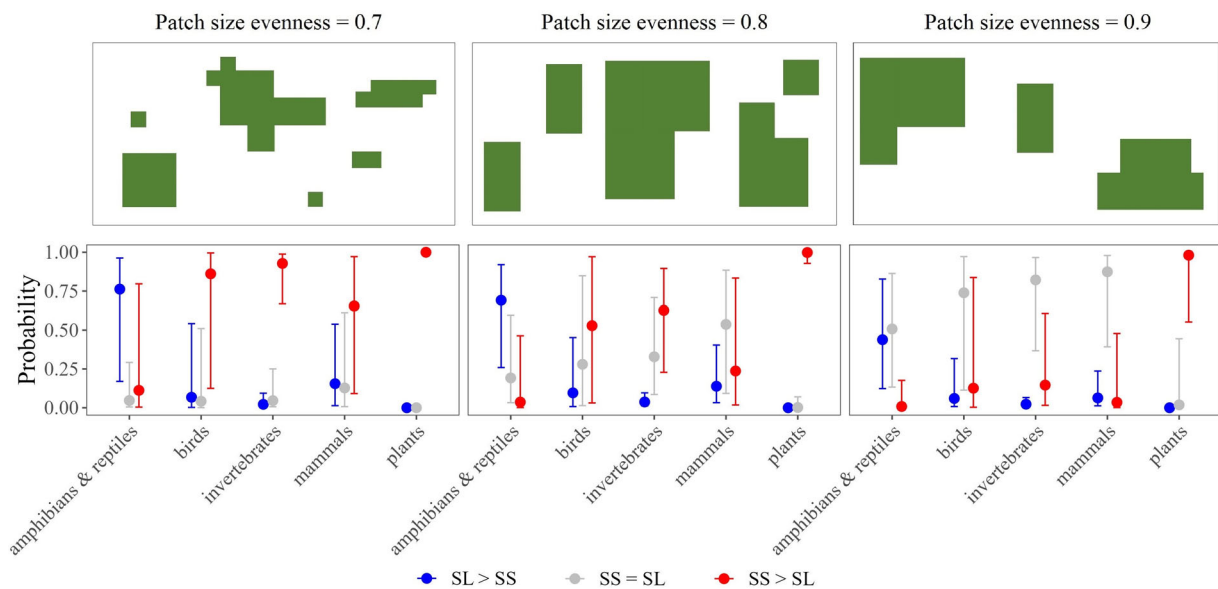 Patch size evenness = 0.7
Patch size evenness = 0.8
Patch size evenness = 0.9
Probability
1.00
0.75
0.50
0.25
0.00
amphibians & reptiles
birds
invertebrates
mammals
plants
amphibians & reptiles
birds
invertebrates
mammals
plants
amphibians & reptiles
birds
invertebrates
mammals
plants
SL > SS SS = SL SS > SL